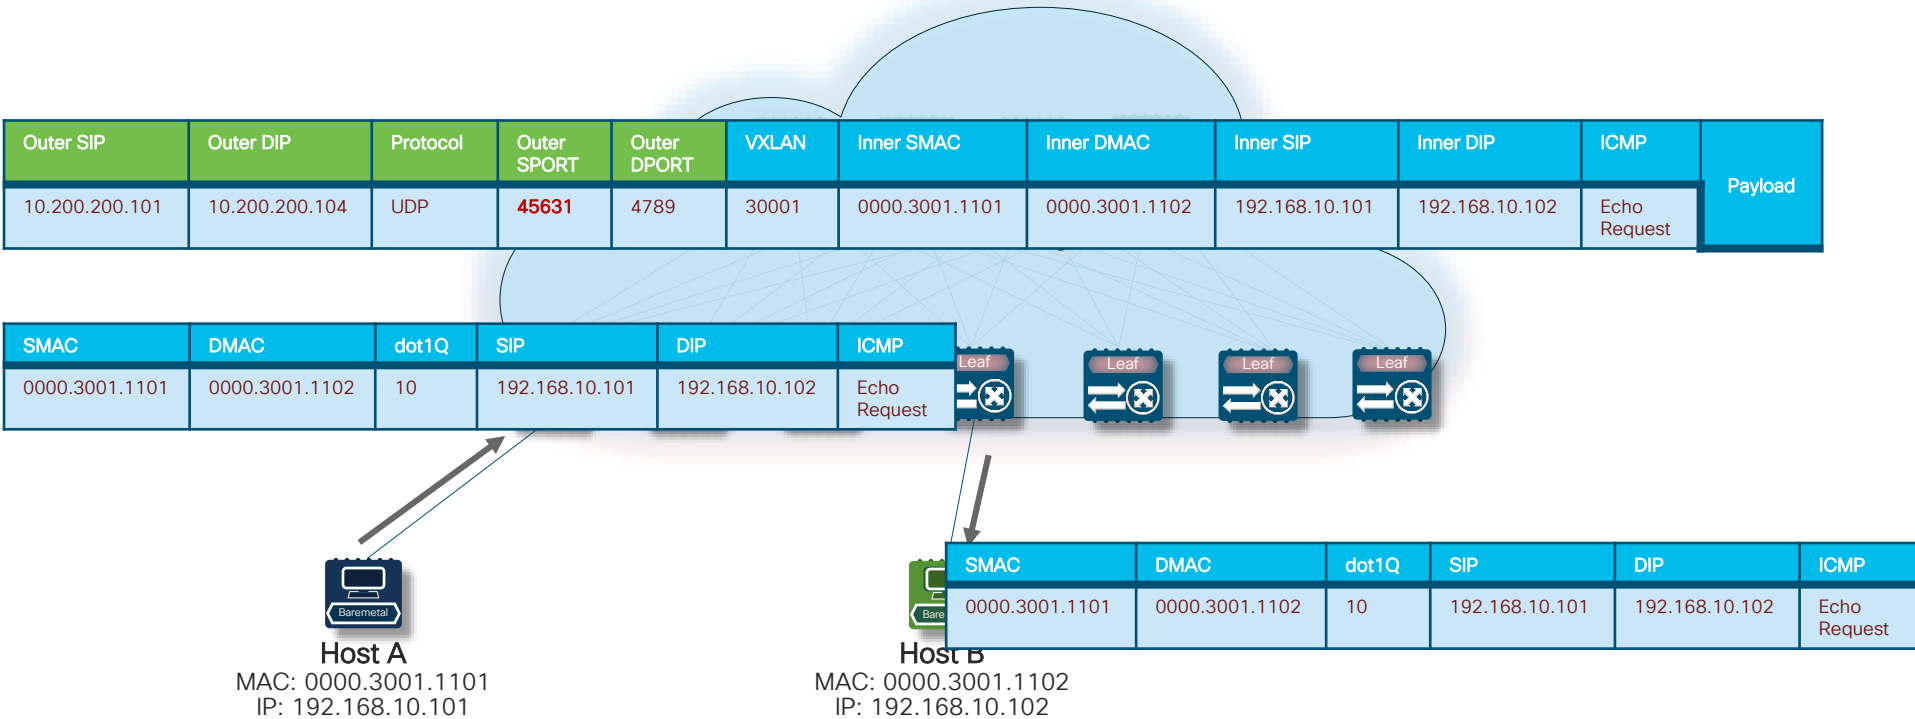 Outer SIP Outer DIP Protocol Outer SPORT Outer DPORT VXLAN Inner SMAC Inner DMAC Inner SIP Inner DIP ICMP Payload
10.200.200.101 10.200.200.104 UDP 45631 4789 30001 0000.3001.1101 0000.3001.1102 192.168.10.101 192.168.10.102 Echo Request
SMAC DMAC dot1Q SIP DIP ICMP
0000.3001.1101 0000.3001.1102 10 192.168.10.101 192.168.10.102 Echo Request
Leaf Leaf Leaf Leaf
Baremetal
Host A
MAC: 0000.3001.1101
IP: 192.168.10.101
Bare
Host B
MAC: 0000.3001.1102
IP: 192.168.10.102
SMAC DMAC dot1Q SIP DIP ICMP
0000.3001.1101 0000.3001.1102 10 192.168.10.101 192.168.10.102 Echo Request